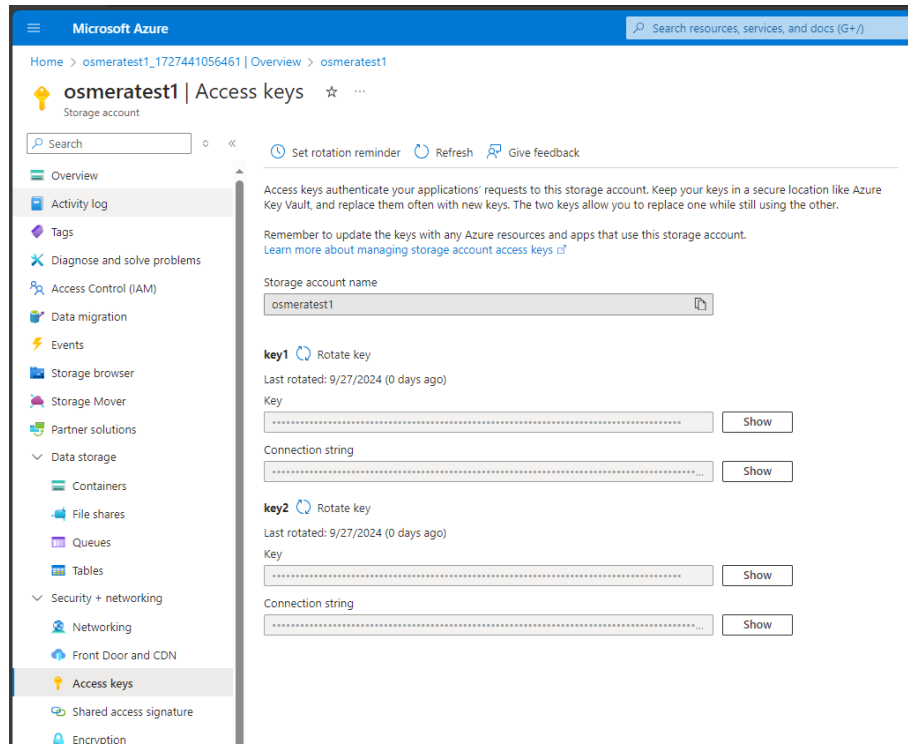 Microsoft Azure
Search resources, services, and docs (G+/)
Home > osmeratest1_1727441056461 | Overview > osmeratest1
osmeratest1 | Access keys
Storage account
Search
Overview
Activity log
Tags
Diagnose and solve problems
Access Control (IAM)
Data migration
Events
Storage browser
Storage Mover
Partner solutions
Data storage
Containers
File shares
Queues
Tables
Security + networking
Networking
Front Door and CDN
Access keys
Shared access signature
Encryption
Set rotation reminder
Refresh
Give feedback
Access keys authenticate your applications' requests to this storage account. Keep your keys in a secure location like Azure
Key Vault, and replace them often with new keys. The two keys allow you to replace one while still using the other.
Remember to update the keys with any Azure resources and apps that use this storage account.
Learn more about managing storage account access keys
Storage account name
osmeratest1
key1 Rotate key
Last rotated: 9/27/2024 (0 days ago)
Key
Show
Connection string
Show
key2 Rotate key
Last rotated: 9/27/2024 (0 days ago)
Key
Show
Connection string
Show